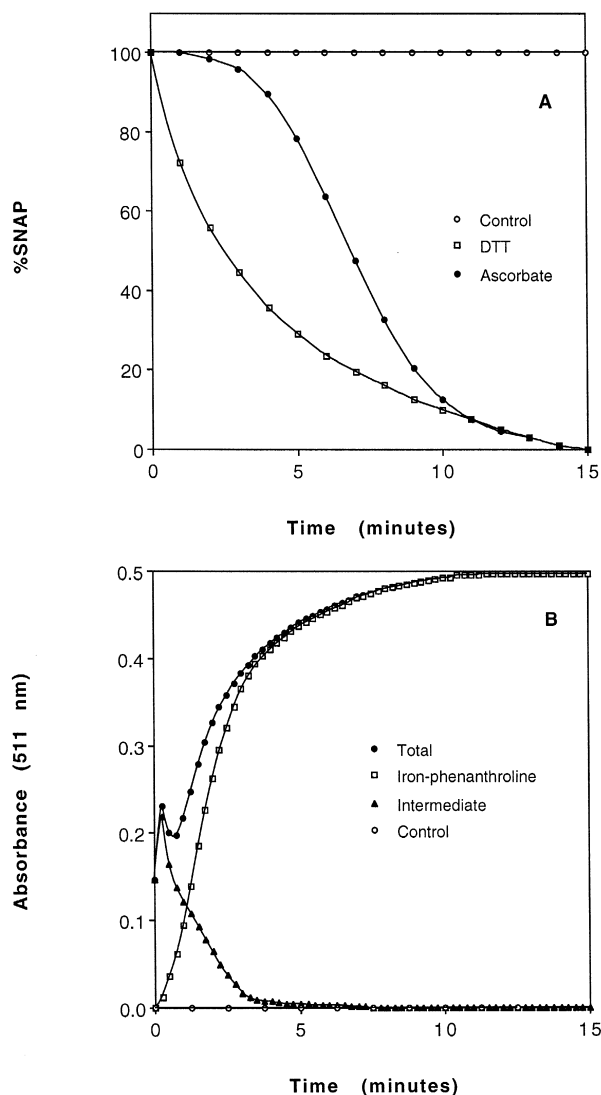 100
80
60
40
20
0
%SNAP
A
Control
DTT
Ascorbate
0 5 10 15
Time (minutes)
0.5
0.4
0.3
0.2
0.1
0.0
Absorbance (511 nm)
B
Total
Iron-phenanthroline
Intermediate
Control
0 5 10 15
Time (minutes)